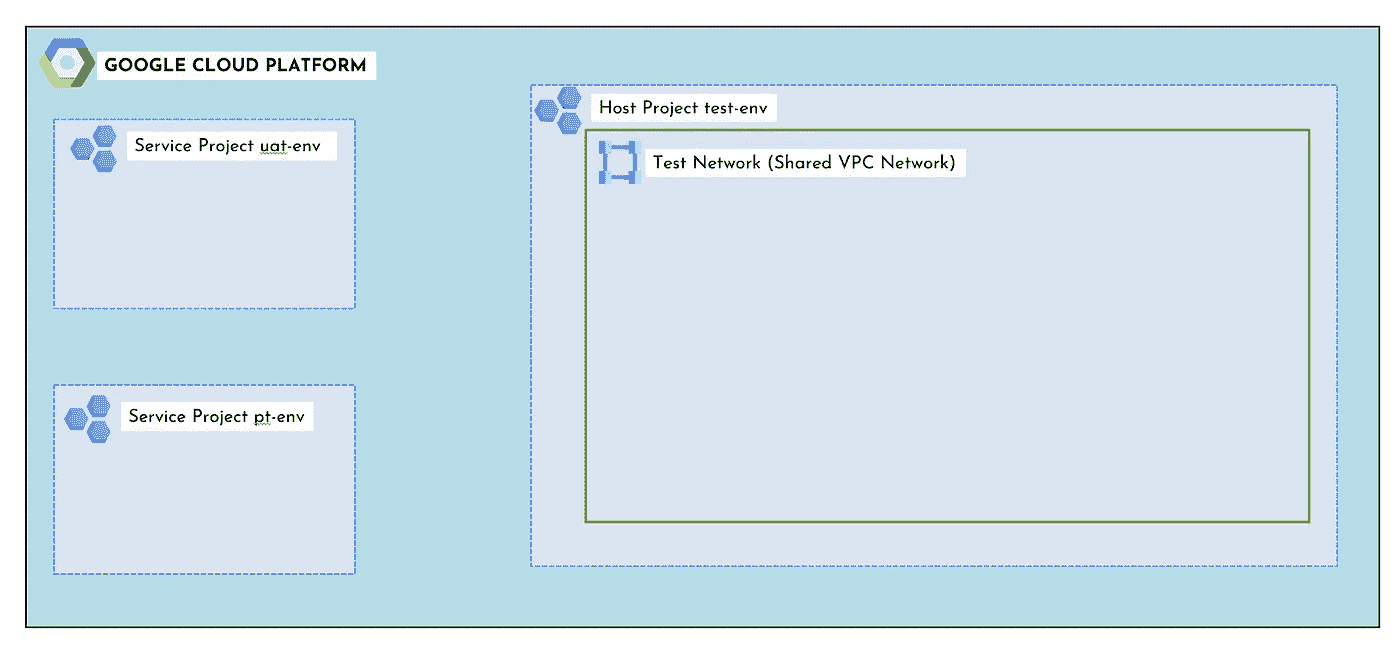 GOOGLE CLOUD PLATFORM
Host Project test-env
Service Project uat-env
Test Network (Shared VPC Network)
Service Project pt-env